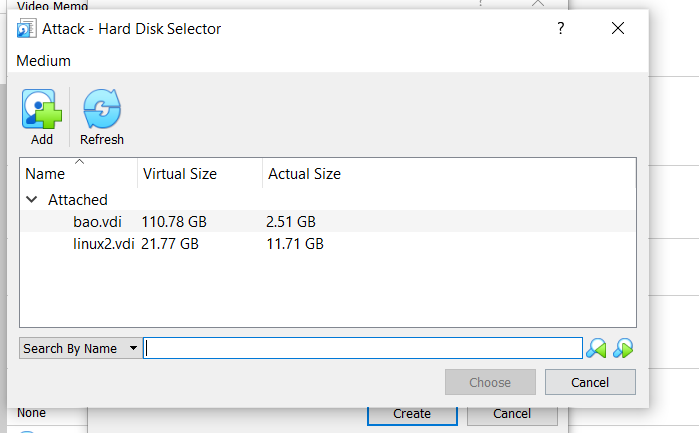 Video Memo
Attack - Hard Disk Selector
?
Medium
Add
Refresh
Name
Virtual Size
Actual Size
Attached
bao.vdi 110.78 GB 2.51 GB
linux2.vdi 21.77 GB 11.71 GB
Search By Name
Choose
Cancel
None
Create
Cancel